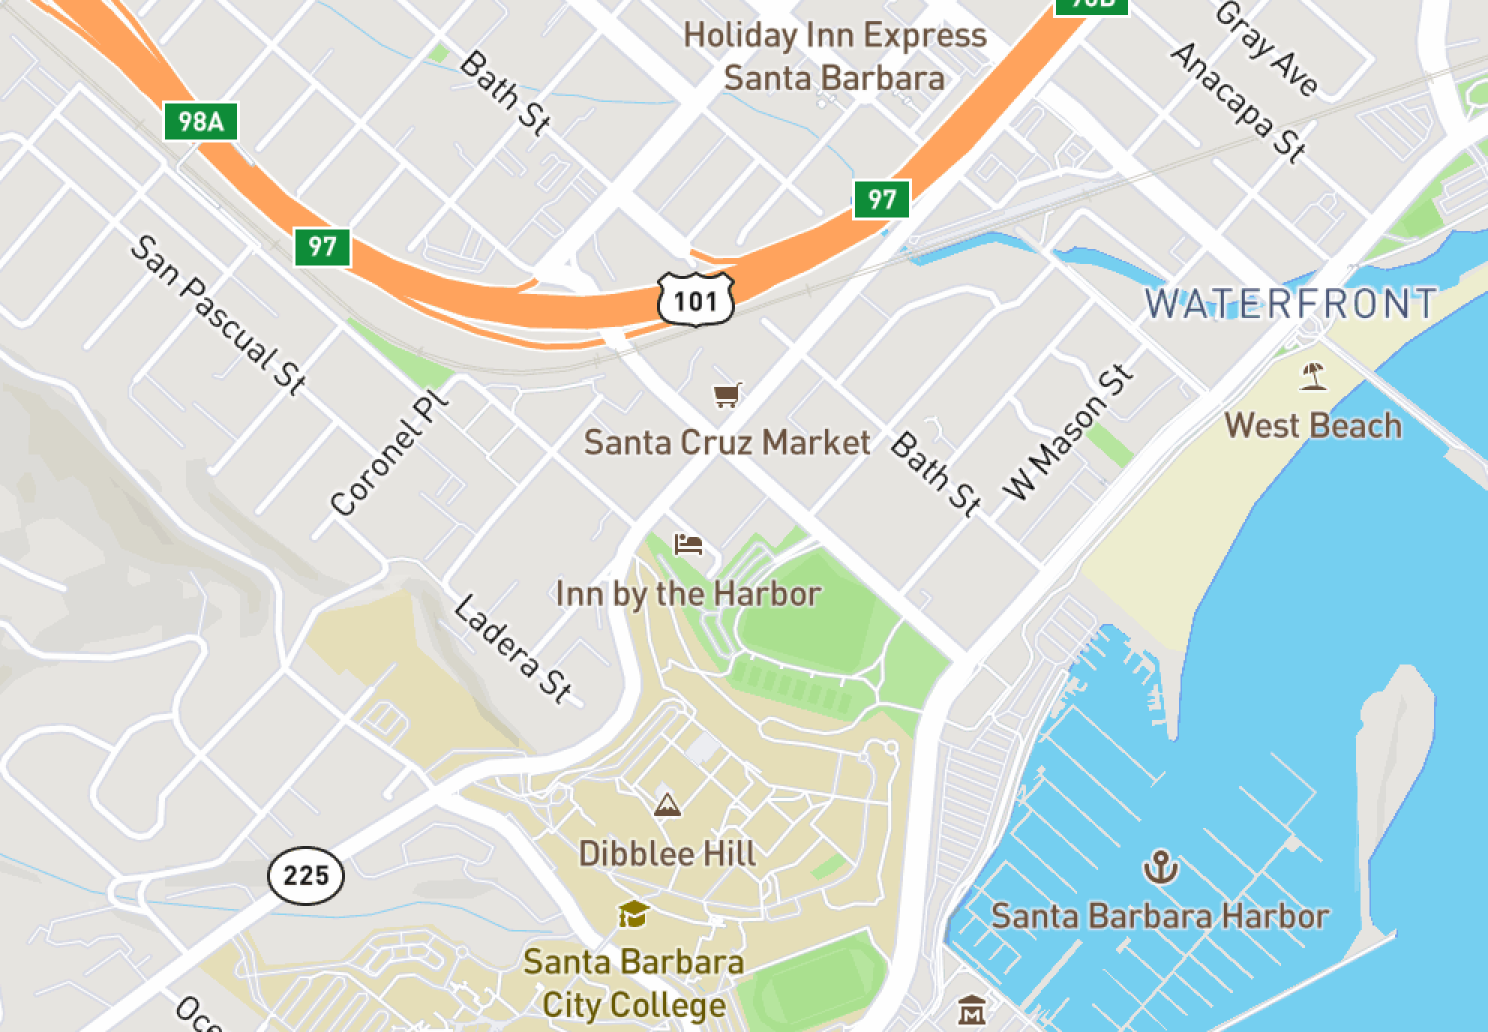 98B
Gray Ave
Holiday Inn Express
Santa Barbara
Bath St
Anacapa St
98A
97
97
San Pascual St
101
WATERFRONT
Coronel Pl
Santa Cruz Market
Bath St
W Mason St
West Beach
Inn by the Harbor
Ladera St
Dibblee Hill
225
Santa Barbara Harbor
Santa Barbara
City College
Oce